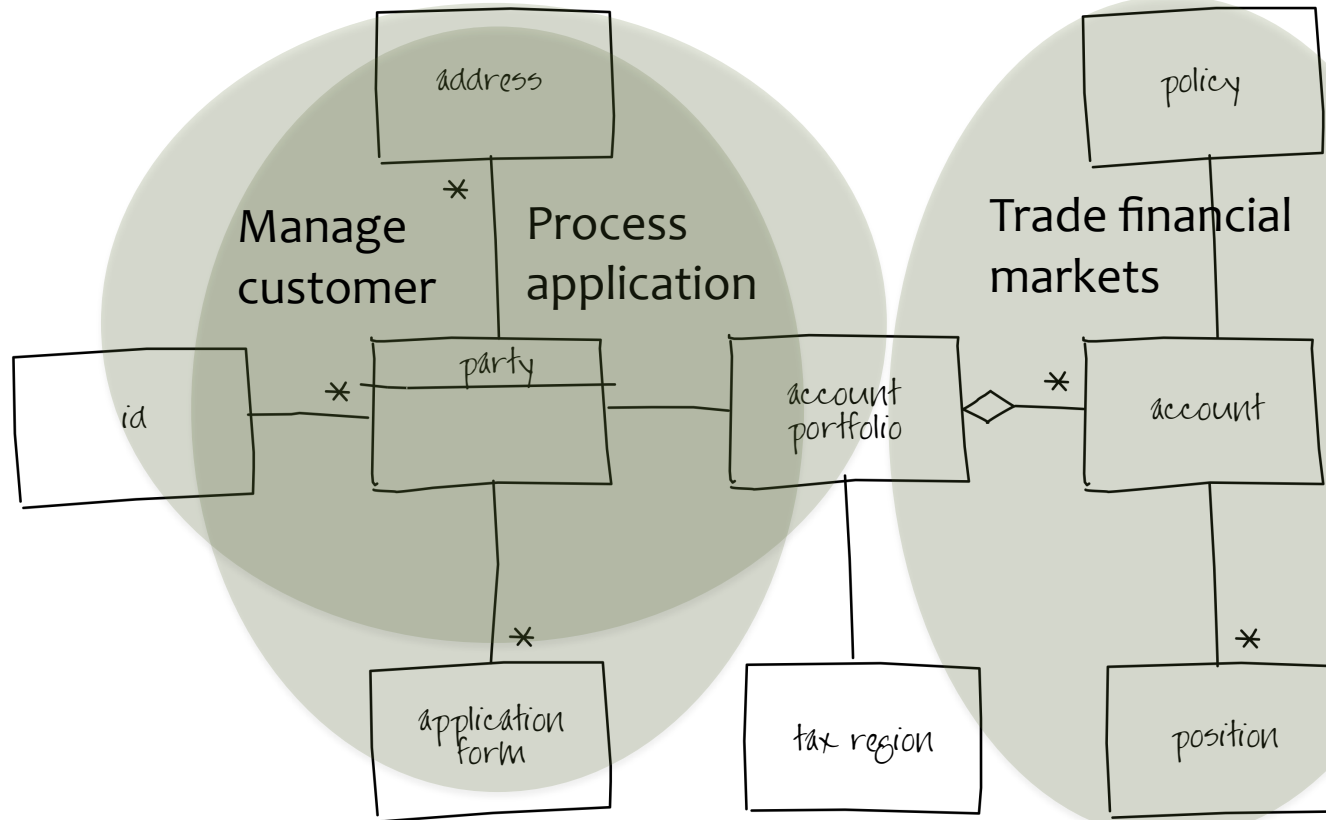 address
policy
*
Manage
customer
Process
application
Trade financial
markets
id
*
party
account
portfolio
*
account
*
application
form
tax region
*
position